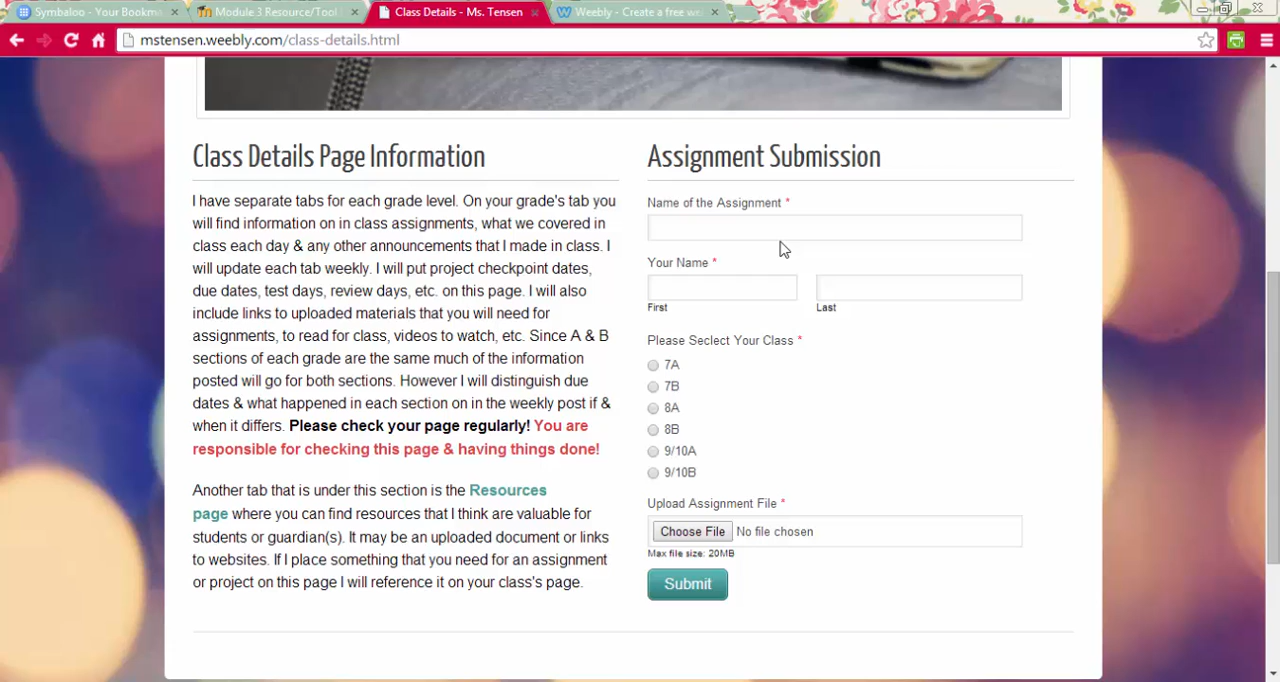 Symbaloo - Your Bookm
Module 3 Resource/Tool
Class Details - Ms. Tensen
Weebly - Create a free we
mstensen.weebly.com/class-details.html
Class Details Page Information
I have separate tabs for each grade level. On your grade's tab you
will find information on in class assignments, what we covered in
class each day & any other announcements that I made in class. I
will update each tab weekly. I will put project checkpoint dates,
due dates, test days, review days, etc. on this page. I will also
include links to uploaded materials that you will need for
assignments, to read for class, videos to watch, etc. Since A & B
sections of each grade are the same much of the information
posted will go for both sections. However I will distinguish due
dates & what happened in each section on in the weekly post if &
when it differs. Please check your page regularly! You are
responsible for checking this page & having things done!
Another tab that is under this section is the Resources
page where you can find resources that I think are valuable for
students or guardian(s). It may be an uploaded document or links
to websites. If I place something that you need for an assignment
or project on this page I will reference it on your class's page.
Assignment Submission
Name of the Assignment *
Your Name *
First
Last
Please Seclect Your Class *
7A
7B
8A
8B
9/10A
9/10B
Upload Assignment File *
Choose File No file chosen
Max file size: 20MB
Submit